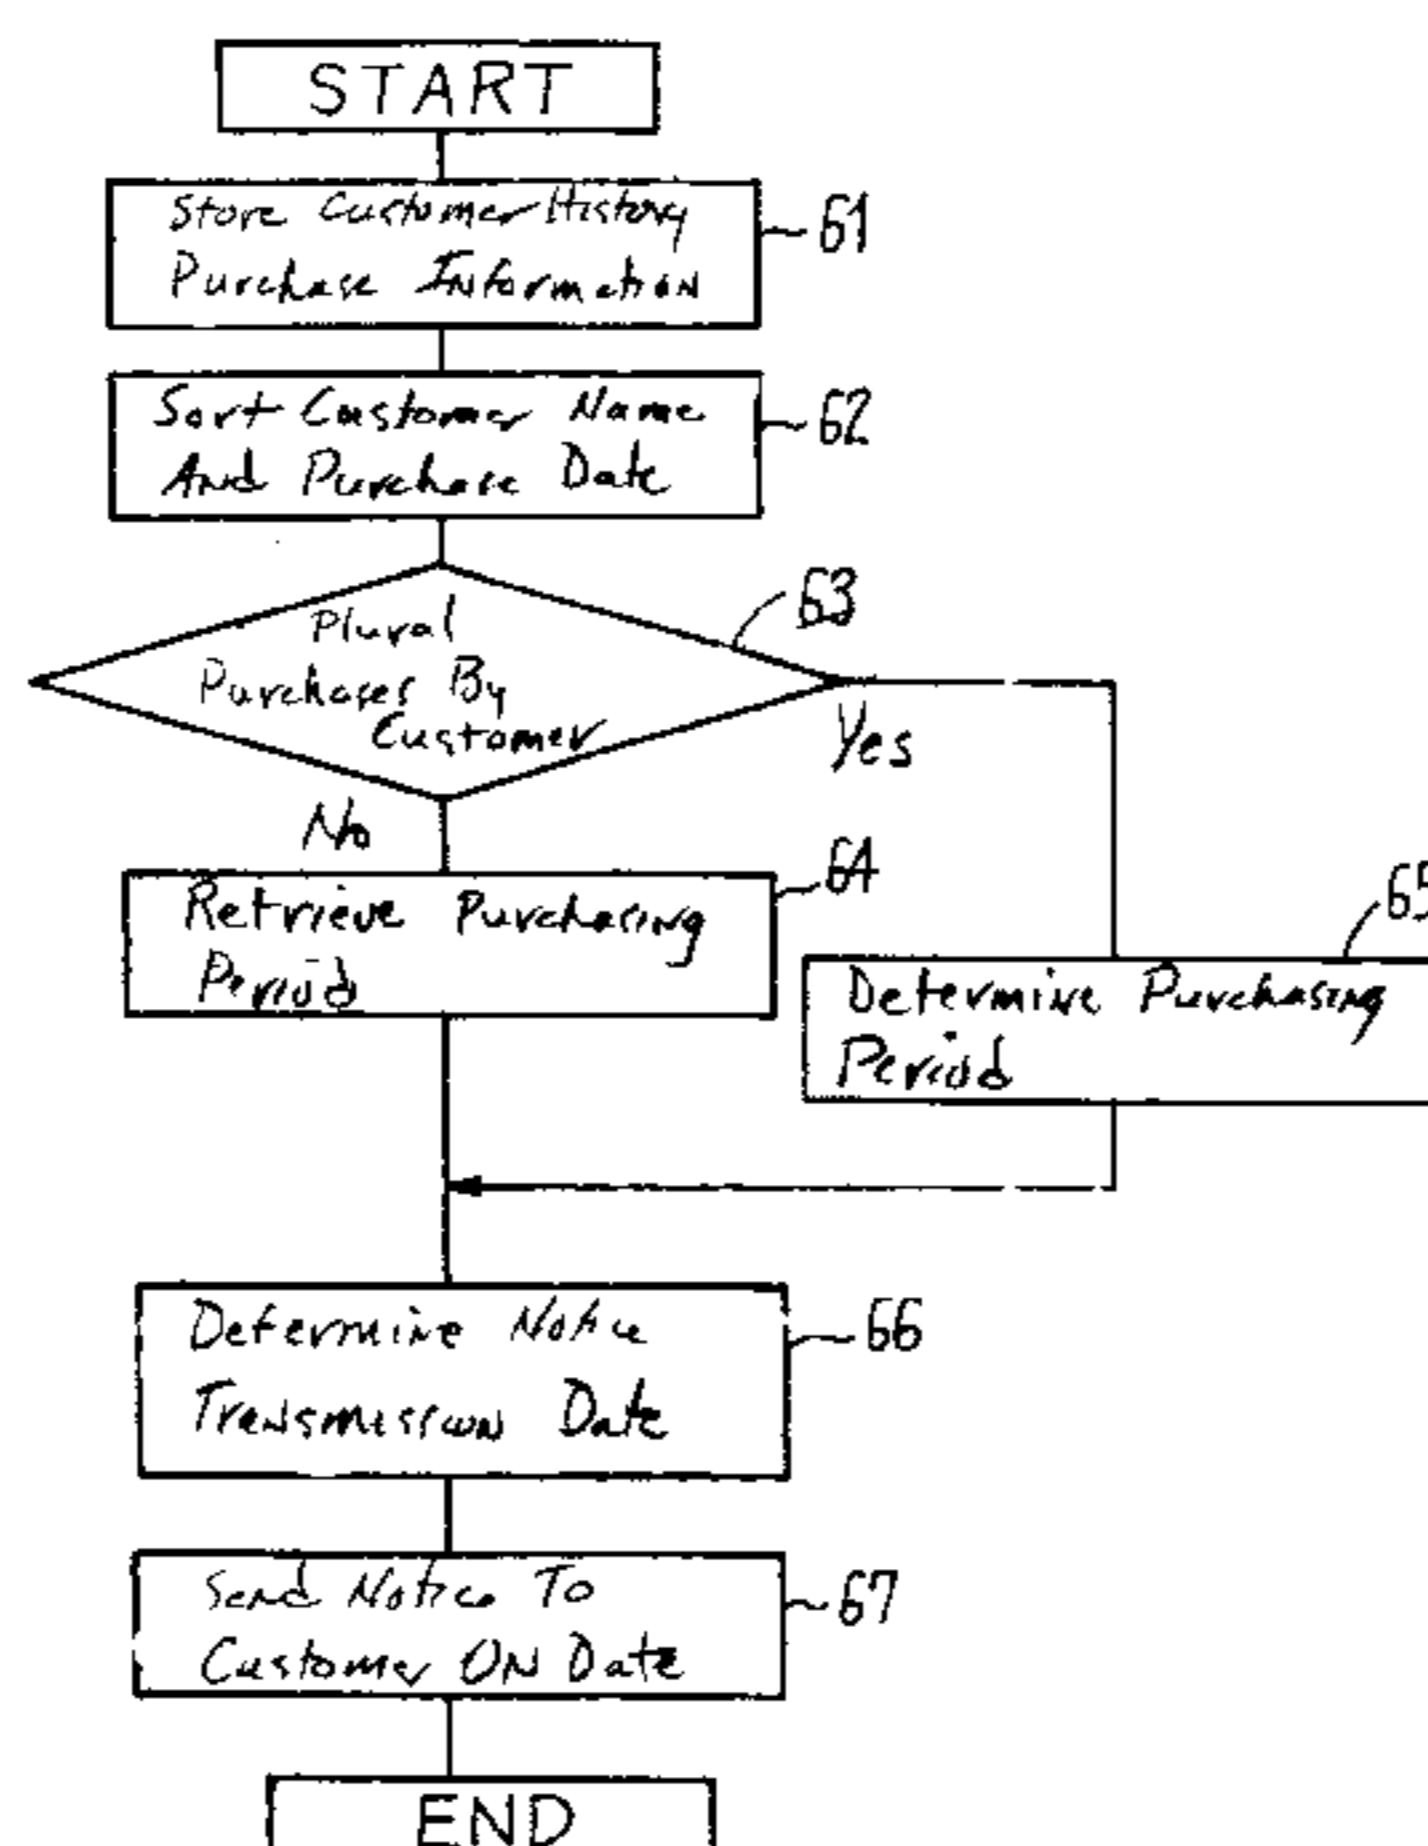 START
Store Customer History
Purchase Information
61
Sort Customer Name
And Purchase Date
62
Plural
Purchases By
Customer
63
Yes
No
Retrieve Purchasing
Period
64
Determine Purchasing
Period
65
Determine Notice
Transmission Date
66
Send Notice To
Customer ON Date
67
END